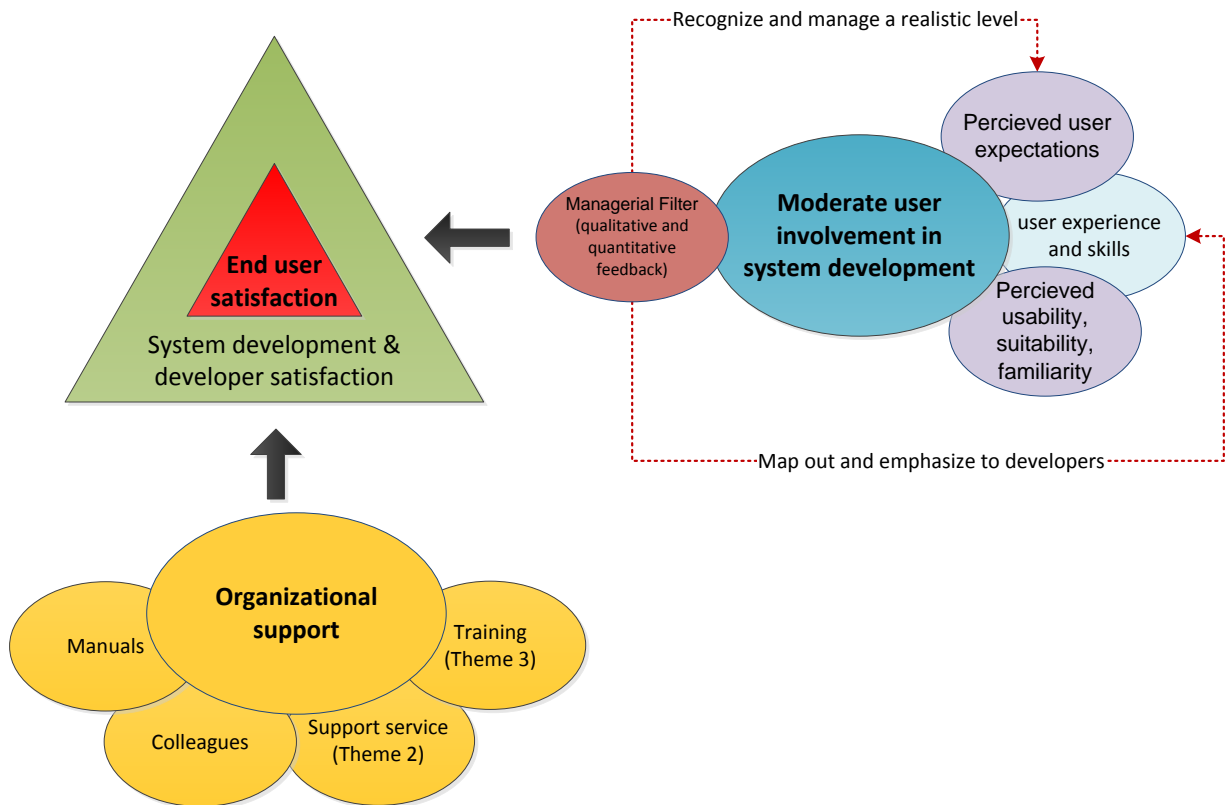 Recognize and manage a realistic level
Percieved user
expectations
Managerial Filter
(qualitative and
quantitative
feedback)
Moderate user
involvement in
system development
user experience
and skills
Percieved
usability,
suitability,
familiarity
Map out and emphasize to developers
End user
satisfaction
System development &
developer satisfaction
Organizational
support
Manuals
Colleagues
Support service
(Theme 2)
Training
(Theme 3)